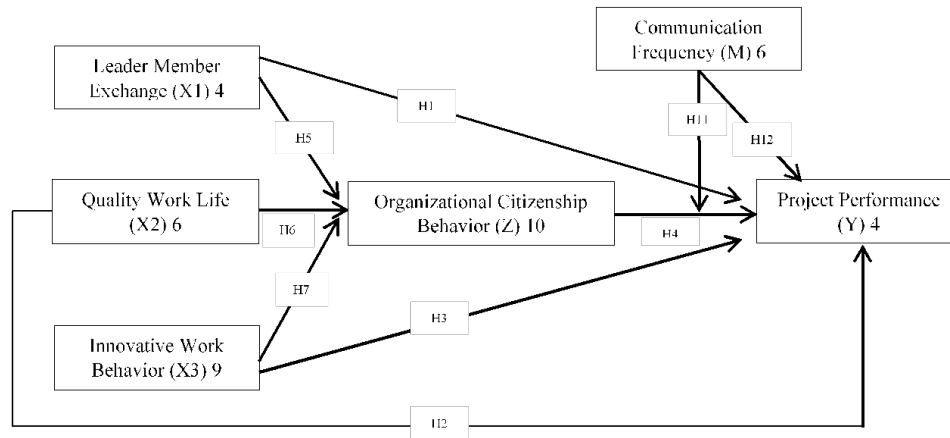 Communication
Frequency (M) 6
Leader Member
Exchange (X1) 4
H1
H11
H12
H5
Quality Work Life
(X2) 6
Organizational Citizenship
Behavior (Z) 10
Project Performance
(Y) 4
H6
H4
H7
H3
Innovative Work
Behavior (X3) 9
H2